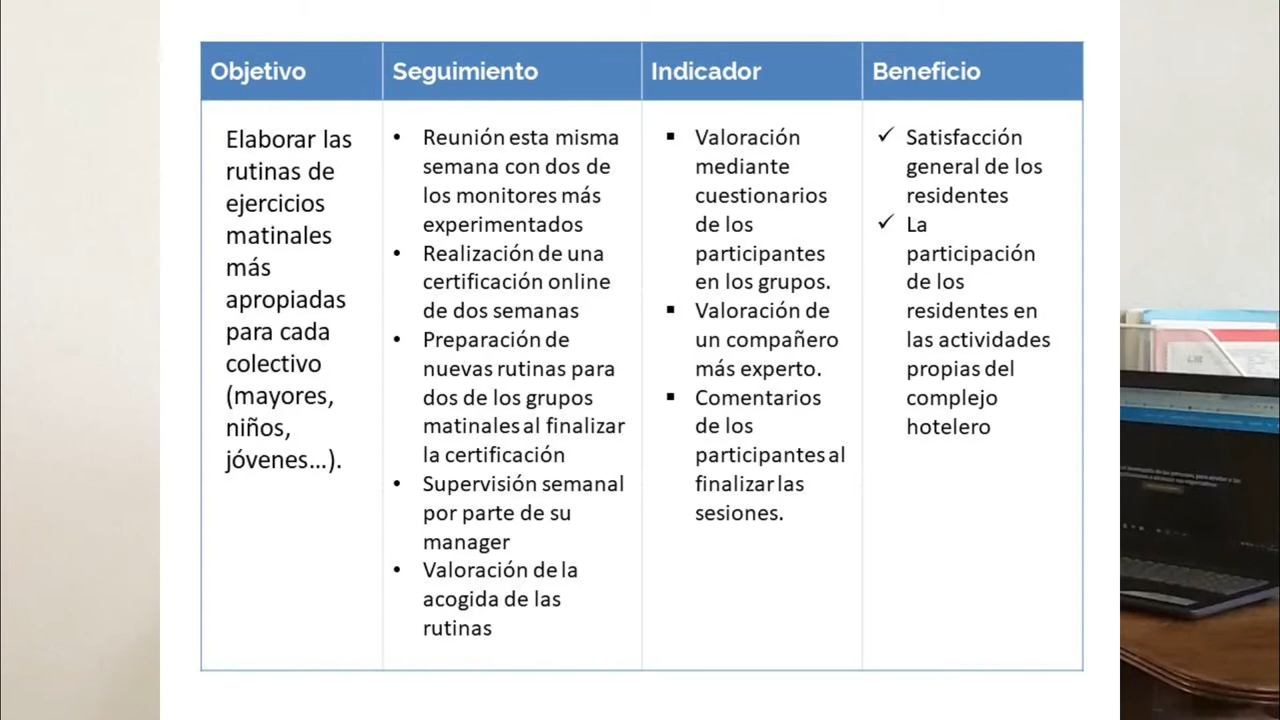 Objetivo
Seguimiento
Indicador
Beneficio
Elaborar las
rutinas de
ejercicios
matinales
más
apropiadas
para cada
colectivo
(mayores,
niños,
jóvenes...).
• Reunión esta misma
semana con dos de
los monitores más
experimentados
• Realización de una
certificación online
de dos semanas
• Preparación de
nuevas rutinas para
dos de los grupos
matinales al finalizar
la certificación
• Supervisión semanal
por parte de su
manager
• Valoración de la
acogida de las
rutinas
▪ Valoración
mediante
cuestionarios
de los
participantes
en los grupos.
▪ Valoración de
un compañero
más experto.
▪ Comentarios
de los
participantes al
finalizar las
sesiones.
✓ Satisfacción
general de los
residentes
✓ La
participación
de los
residentes en
las actividades
propias del
complejo
hotelero